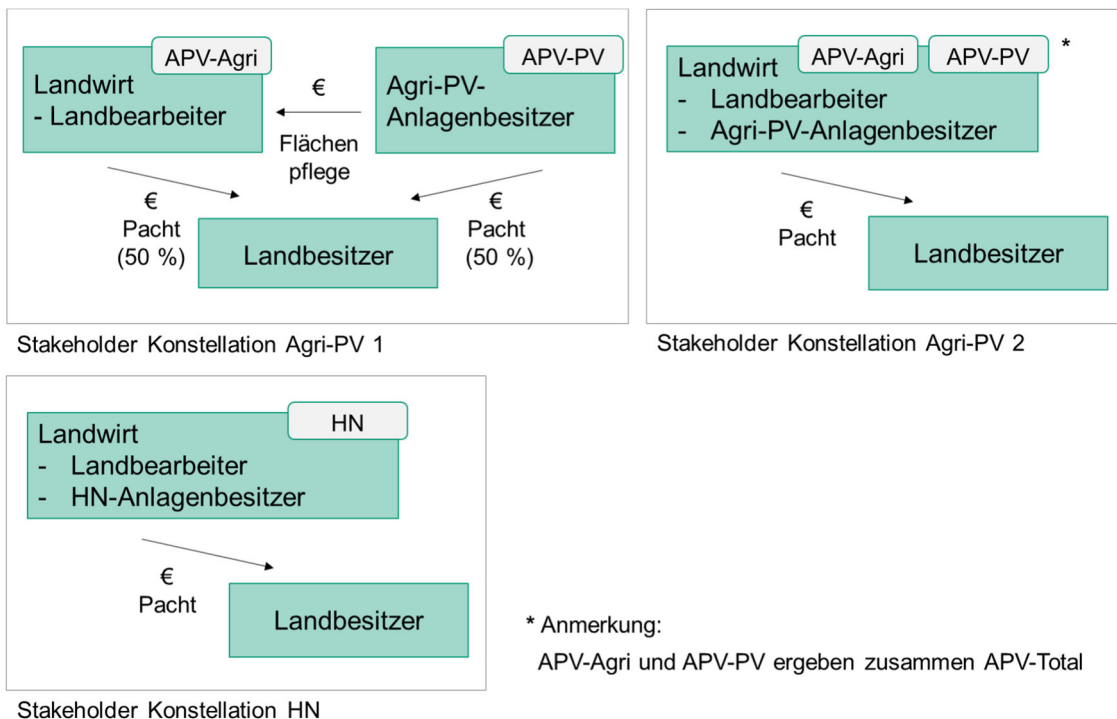 APV-Agri
Landwirt
- Landbearbeiter
€
Flächen
pflege
APV-PV
Agri-PV-
Anlagenbesitzer
€
Pacht
(50 %)
Landbesitzer
€
Pacht
(50 %)
Stakeholder Konstellation Agri-PV 1
APV-Agri
APV-PV
*
Landwirt
- Landbearbeiter
- Agri-PV-Anlagenbesitzer
€
Pacht
Landbesitzer
Stakeholder Konstellation Agri-PV 2
HN
Landwirt
- Landbearbeiter
- HN-Anlagenbesitzer
€
Pacht
Landbesitzer
Stakeholder Konstellation HN
* Anmerkung:
APV-Agri und APV-PV ergeben zusammen APV-Total